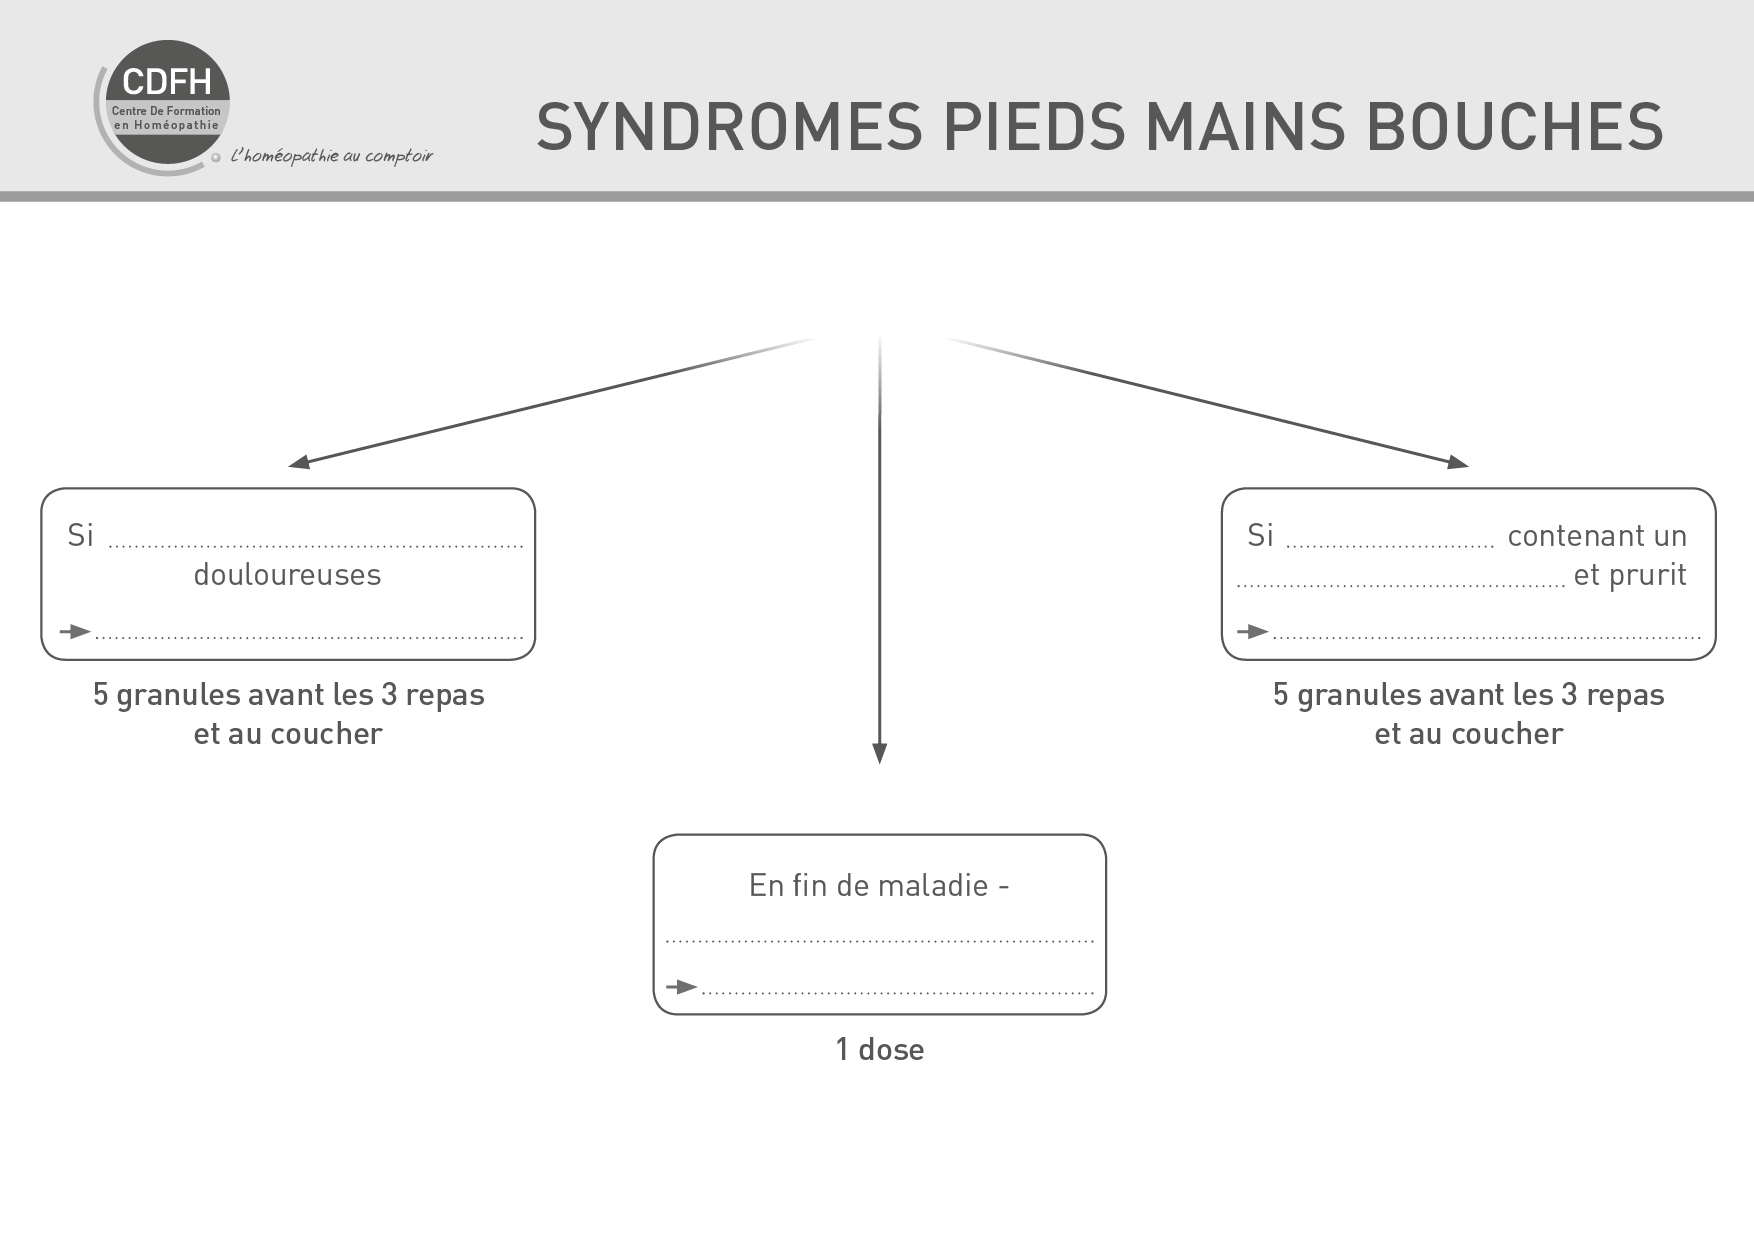 CDFH
Centre De Formation
en Homéopathie
L'homéopathie au comptoir
SYNDROMES PIEDS MAINS BOUCHES
Si ........................................
douloureuses
........................................
5 granules avant les 3 repas
et au coucher
Si .................... contenant un
.............................. et prurit
........................................
5 granules avant les 3 repas
et au coucher
En fin de maladie -
........................................
........................................
1 dose